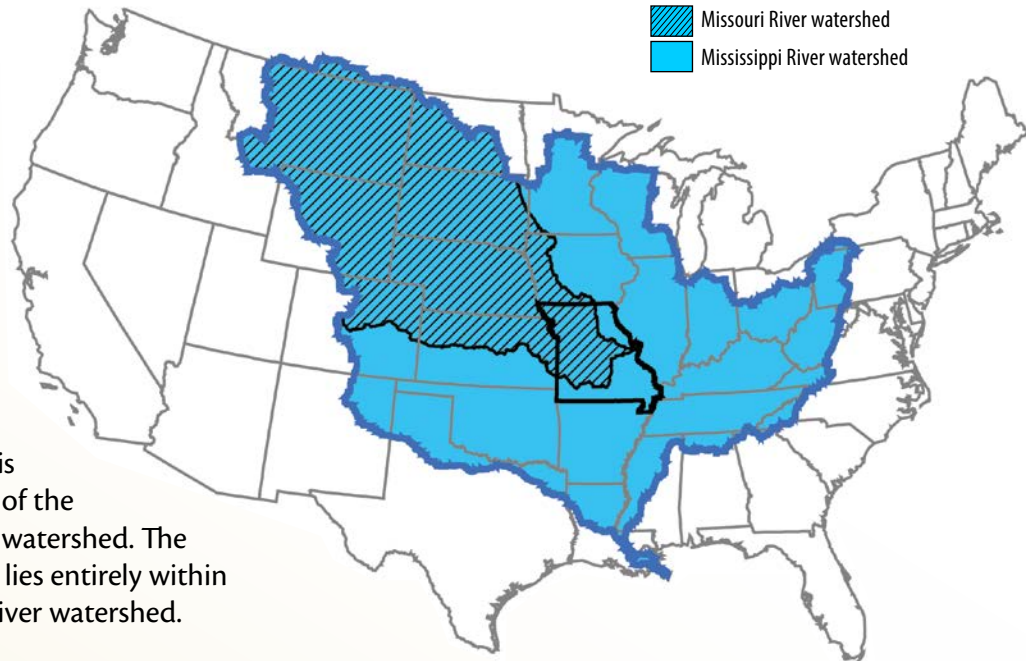 Missouri River watershed
Mississippi River watershed
is
of the
watershed. The
lies entirely within
iver watershed.